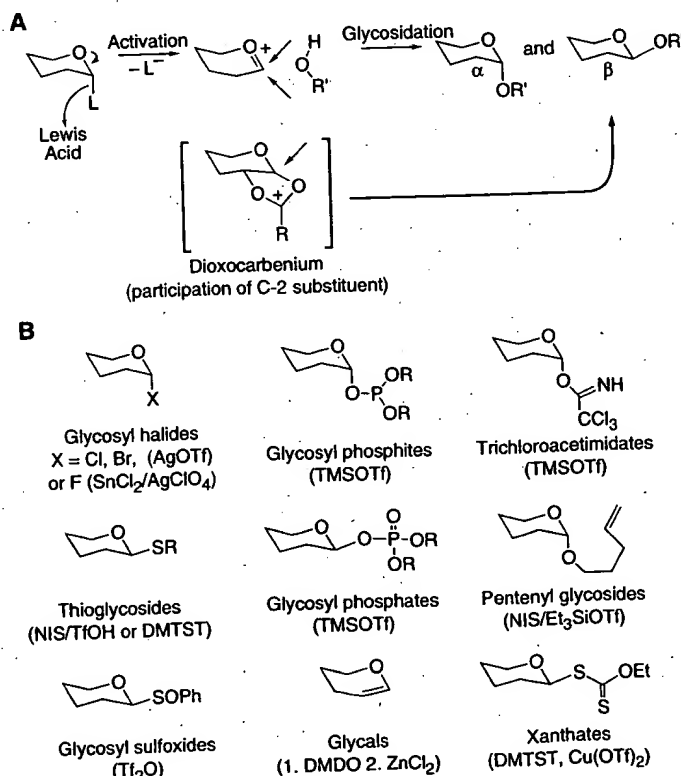 A
Activation
– L⁻
L
Lewis
Acid
O
+
H
O
R'
Glycosidation
O
α
OR'
and
O
β
OR'
O
O
O
+
R
Dioxocarbenium
(participation of C-2 substituent)
B
O
X
Glycosyl halides
X = Cl, Br, (AgOTf)
or F (SnCl₂/AgClO₄)
O
O–P
OR
OR
Glycosyl phosphites
(TMSOTf)
O
O
NH
CCl₃
Trichloroacetimidates
(TMSOTf)
O
SR
Thioglycosides
(NIS/TfOH or DMTST)
O
O
O–P–OR
OR
Glycosyl phosphates
(TMSOTf)
O
O
Pentenyl glycosides
(NIS/Et₃SiOTf)
O
SOPh
Glycosyl sulfoxides
(Tf₂O)
O
Glycals
(1. DMDO 2. ZnCl₂)
O
S
OEt
S
Xanthates
(DMTST, Cu(OTf)₂)